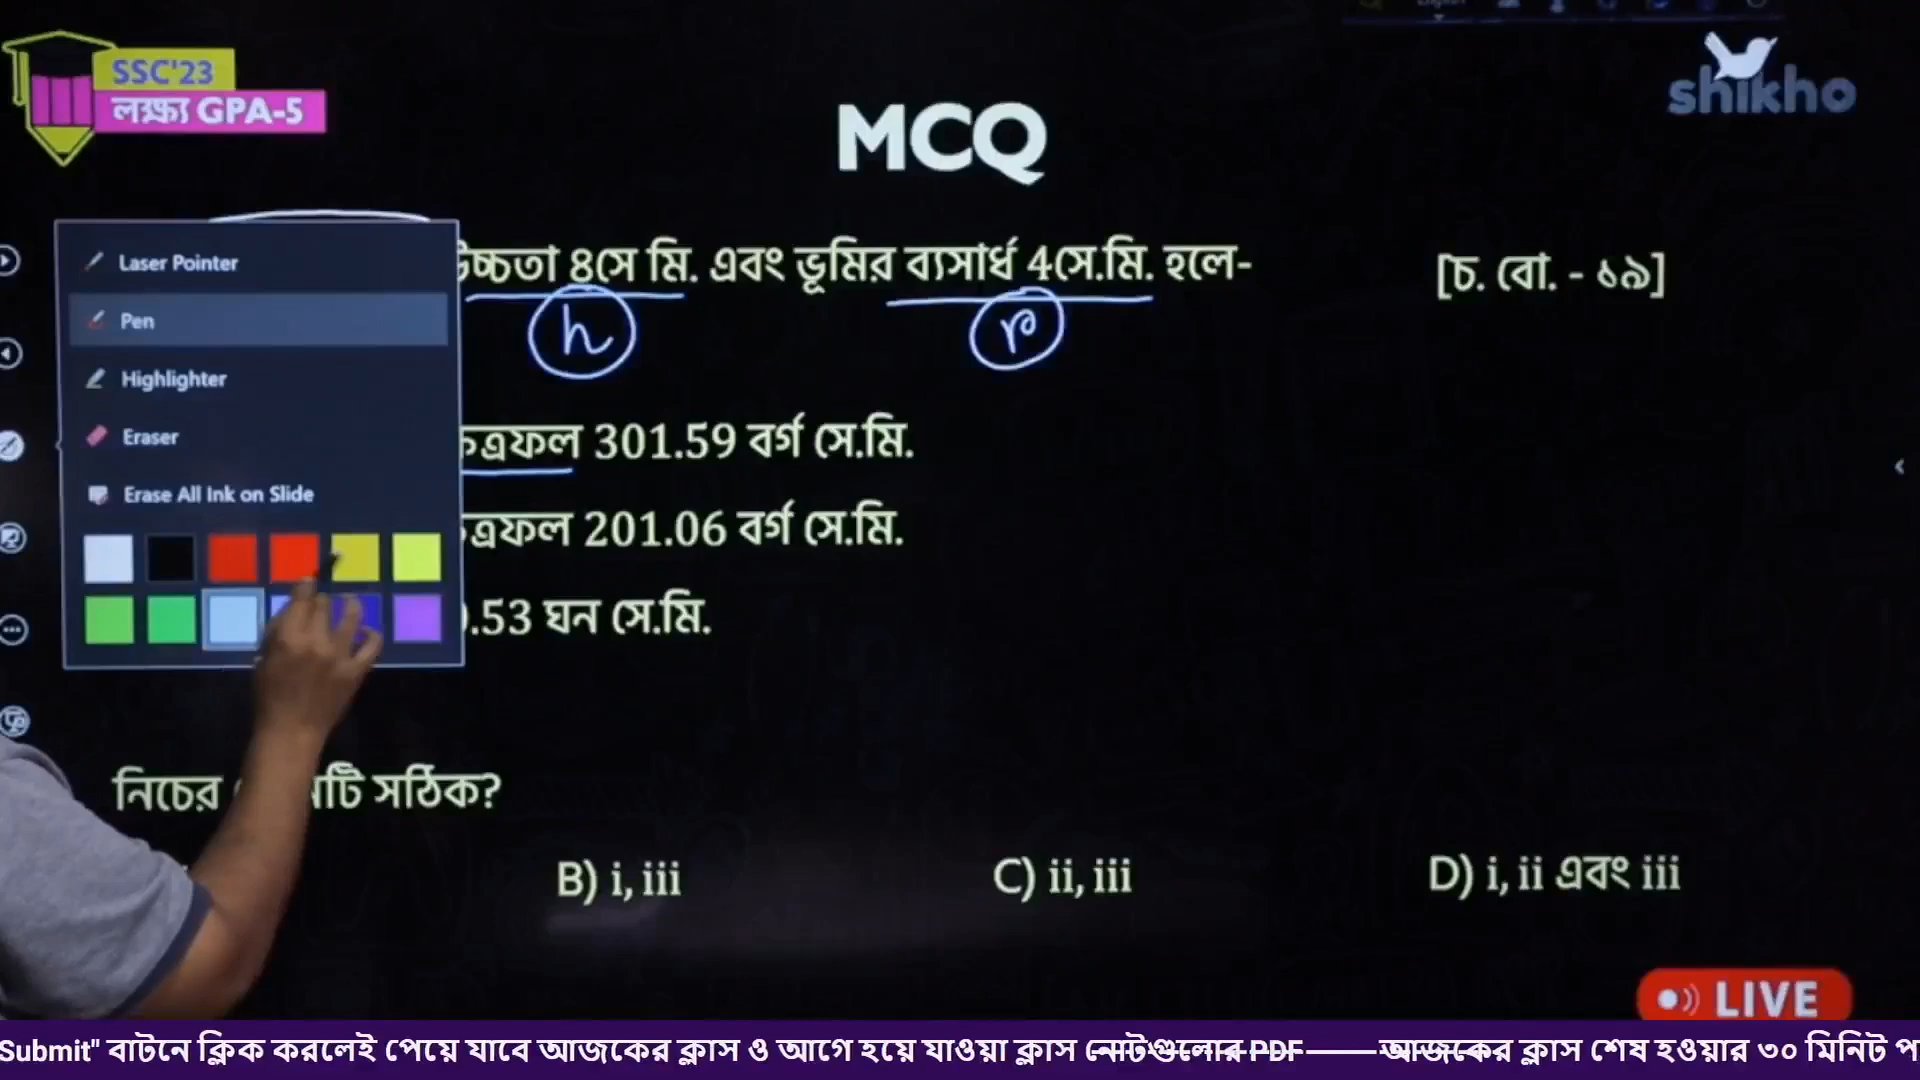 SSC'23
লক্ষ্য GPA-5
shikho
MCQ
Laser Pointer
Pen
Highlighter
Eraser
Erase All Ink on Slide
উচ্চতা 8সে মি. এবং ভূমির ব্যসার্ধ 4সে.মি. হলে-
[চ. বো. - ১৯]
h
r
ত্রফল 301.59 বর্গ সে.মি.
ত্রফল 201.06 বর্গ সে.মি.
.53 ঘন সে.মি.
নিচের টি সঠিক?
B) i, iii
C) ii, iii
D) i, ii এবং iii
LIVE
Submit" বাটনে ক্লিক করলেই পেয়ে যাবে আজকের ক্লাস ও আগে হয়ে যাওয়া ক্লাস নোটগুলোর PDF ——— আজকের ক্লাস শেষ হওয়ার ৩০ মিনিট প